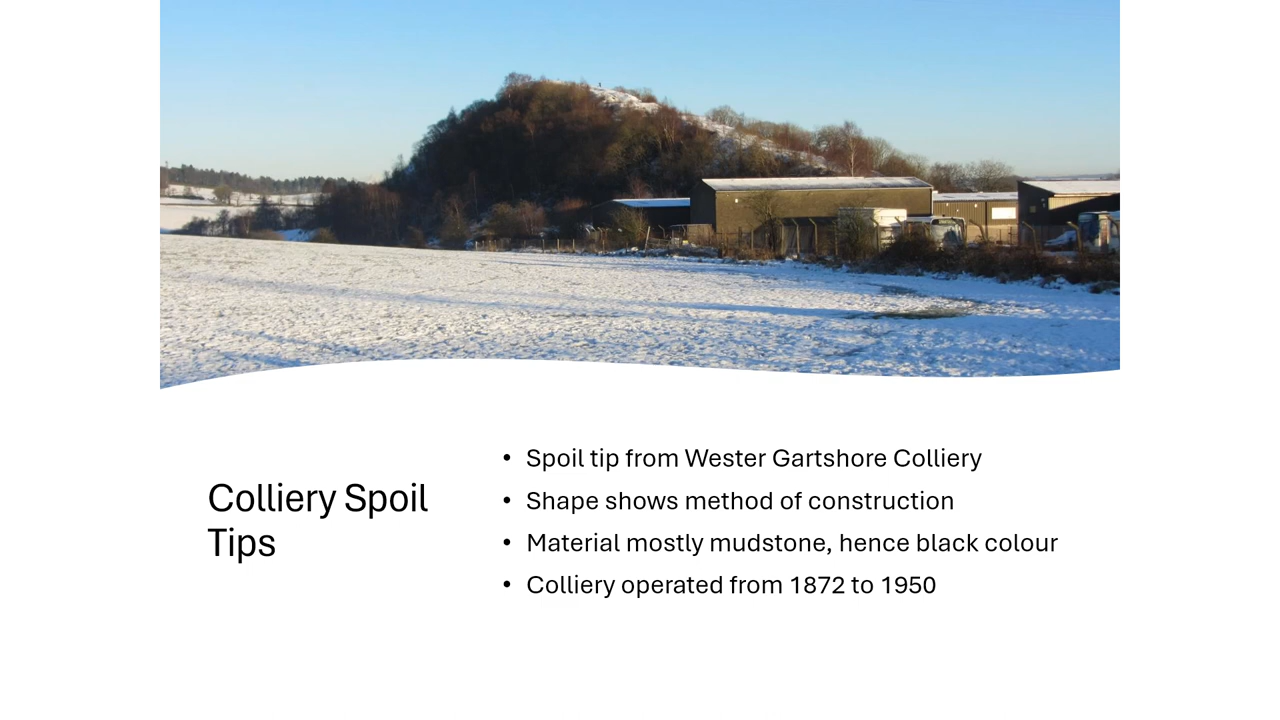 Colliery Spoil
Tips
• Spoil tip from Wester Gartshore Colliery
• Shape shows method of construction
• Material mostly mudstone, hence black colour
• Colliery operated from 1872 to 1950